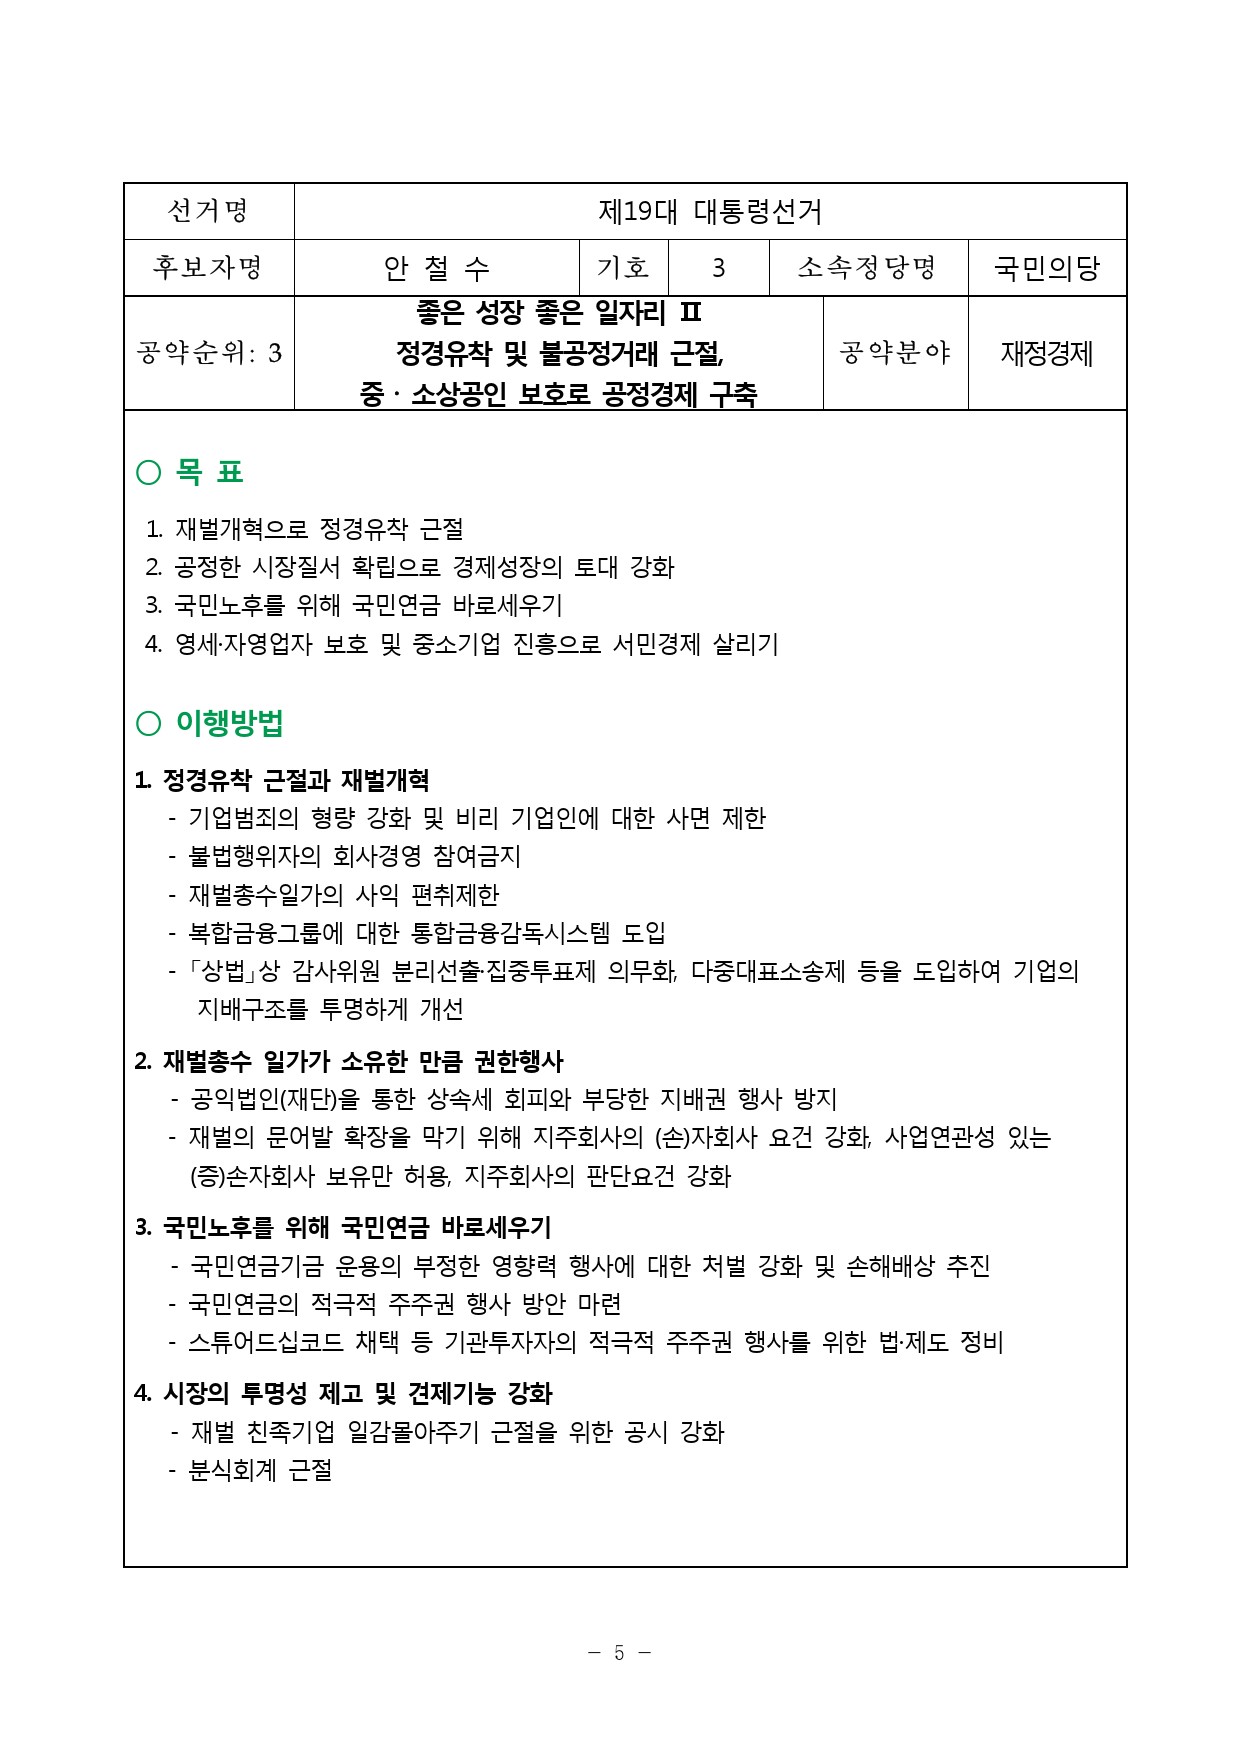 선거명 제19대 대통령선거
후보자명 안 철 수 기호 3 소속정당명 국민의당
공약순위: 3 좋은 성장 좋은 일자리 Ⅱ
정경유착 및 불공정거래 근절,
중‧소상공인 보호로 공정경제 구축 공약분야 재정경제
○ 목 표
1. 재벌개혁으로 정경유착 근절
2. 공정한 시장질서 확립으로 경제성장의 토대 강화
3. 국민노후를 위해 국민연금 바로세우기
4. 영세·자영업자 보호 및 중소기업 진흥으로 서민경제 살리기
○ 이행방법
1. 정경유착 근절과 재벌개혁
- 기업범죄의 형량 강화 및 비리 기업인에 대한 사면 제한
- 불법행위자의 회사경영 참여금지
- 재벌총수일가의 사익 편취제한
- 복합금융그룹에 대한 통합금융감독시스템 도입
- 「상법」상 감사위원 분리선출·집중투표제 의무화, 다중대표소송제 등을 도입하여 기업의
지배구조를 투명하게 개선
2. 재벌총수 일가가 소유한 만큼 권한행사
- 공익법인(재단)을 통한 상속세 회피와 부당한 지배권 행사 방지
- 재벌의 문어발 확장을 막기 위해 지주회사의 (손)자회사 요건 강화, 사업연관성 있는
(증)손자회사 보유만 허용, 지주회사의 판단요건 강화
3. 국민노후를 위해 국민연금 바로세우기
- 국민연금기금 운용의 부정한 영향력 행사에 대한 처벌 강화 및 손해배상 추진
- 국민연금의 적극적 주주권 행사 방안 마련
- 스튜어드십코드 채택 등 기관투자자의 적극적 주주권 행사를 위한 법·제도 정비
4. 시장의 투명성 제고 및 견제기능 강화
- 재벌 친족기업 일감몰아주기 근절을 위한 공시 강화
- 분식회계 근절
- 5 -